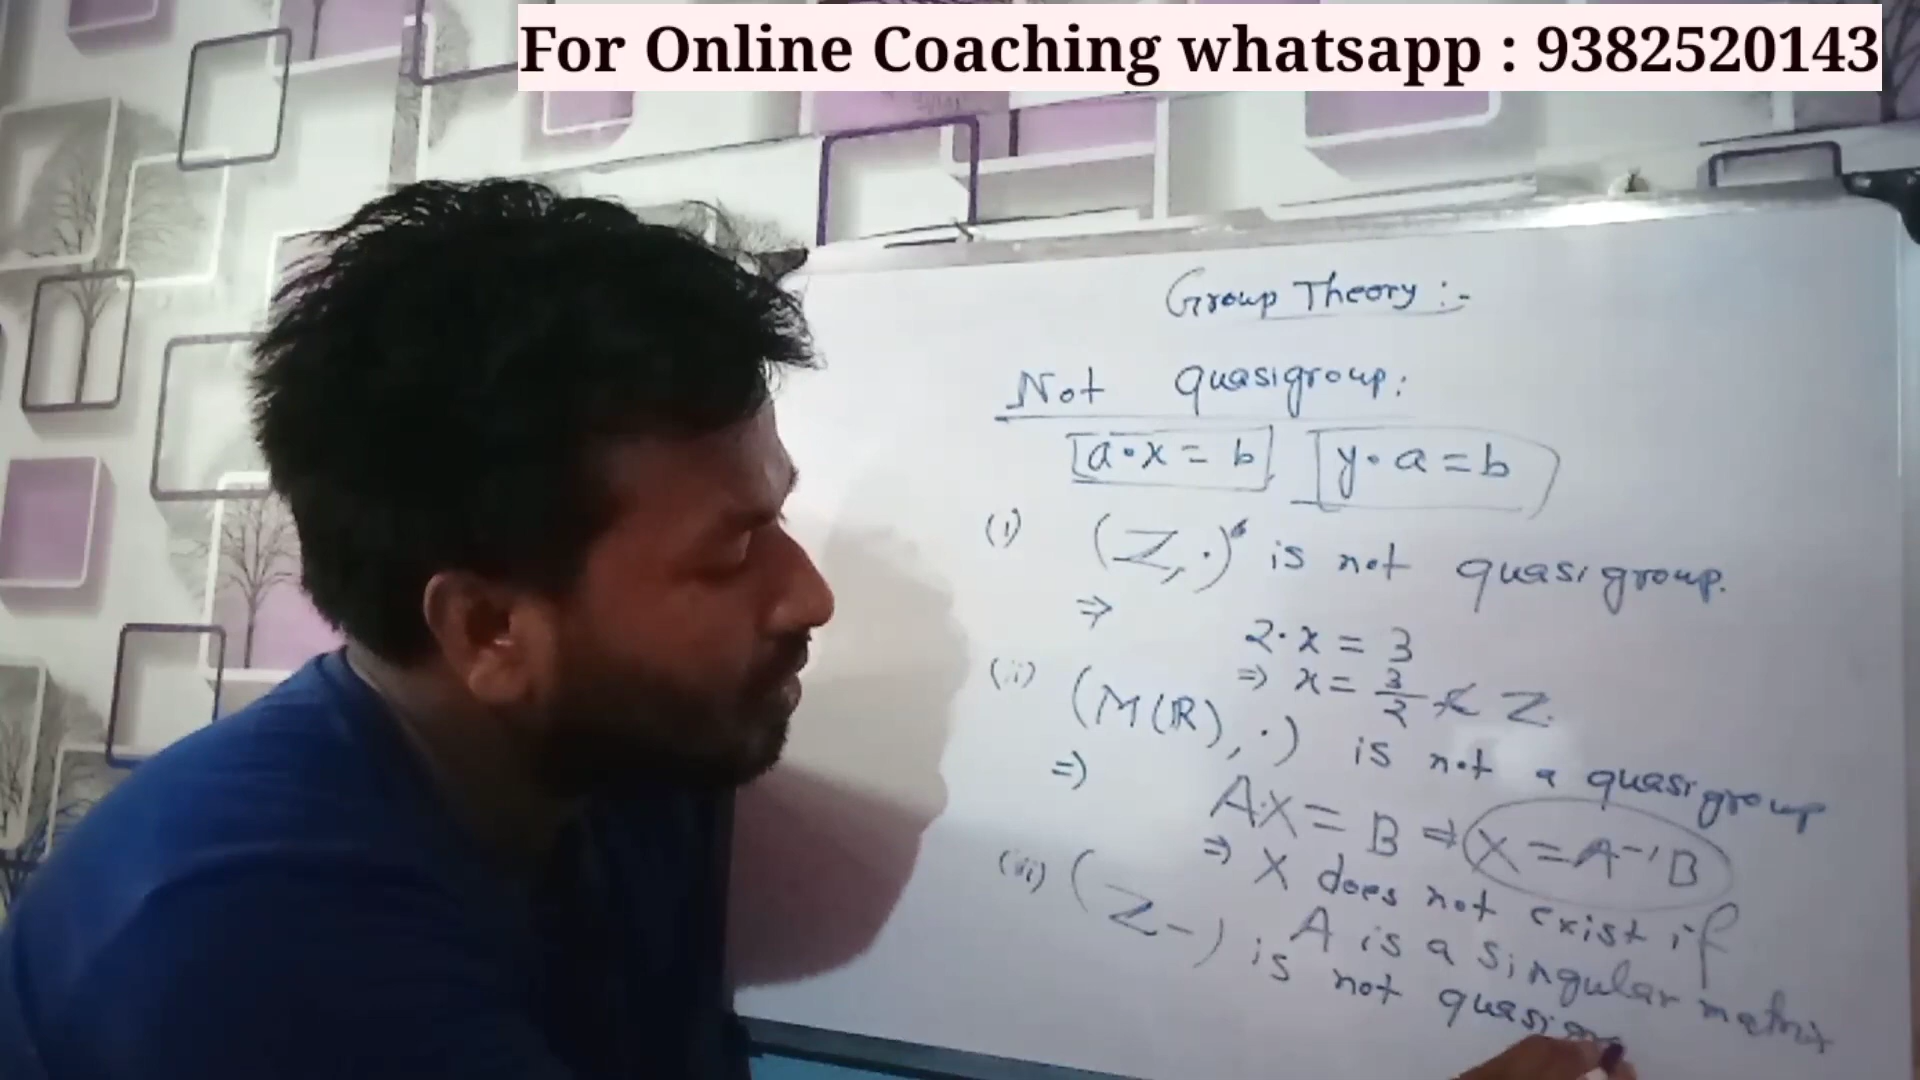 For Online Coaching whatsapp : 9382520143
Group Theory :-
Not quasigroup:
a·x = b y·a = b
(i) (Z, ·) is not quasigroup.
⇒ 2·x = 3
⇒ x = 3/2 ∉ Z.
(ii) (M(R), ·) is not a quasigroup
⇒ A·X = B ⇒ X = A⁻¹B
⇒ X does not exist if
A is a singular matrix
(iii) (Z -) is not